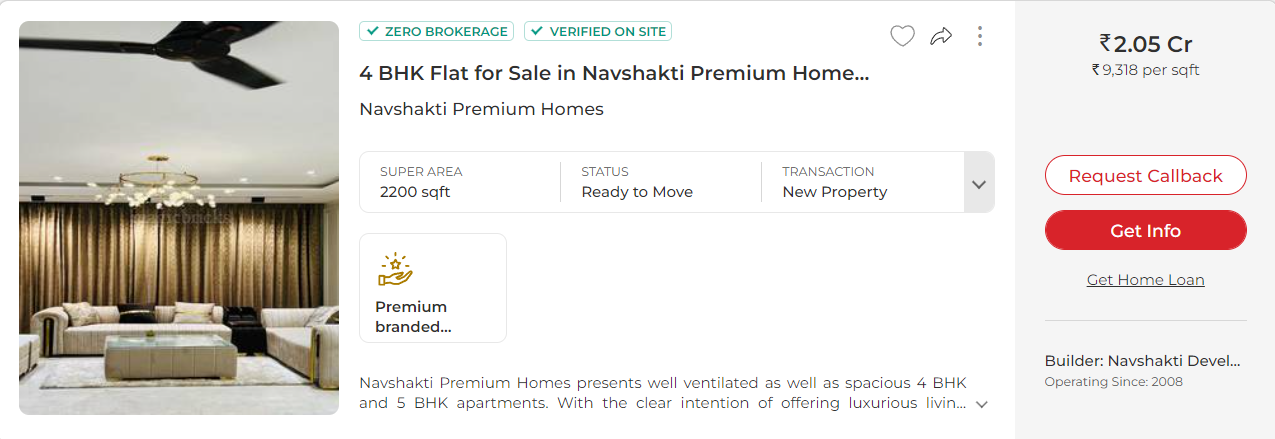 ZERO BROKERAGE
VERIFIED ON SITE
4 BHK Flat for Sale in Navshakti Premium Home...
Navshakti Premium Homes
SUPER AREA
2200 sqft
STATUS
Ready to Move
TRANSACTION
New Property
Premium
branded...
Navshakti Premium Homes presents well ventilated as well as spacious 4 BHK
and 5 BHK apartments. With the clear intention of offering luxurious livin...
₹2.05 Cr
₹9,318 per sqft
Request Callback
Get Info
Get Home Loan
Builder: Navshakti Devel...
Operating Since: 2008